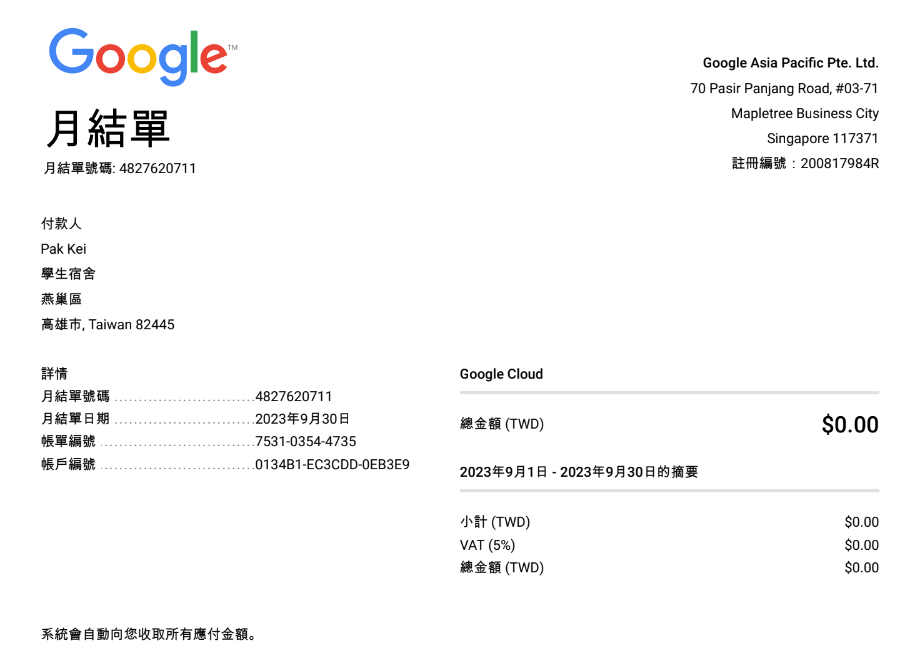 Google™
Google Asia Pacific Pte. Ltd.
70 Pasir Panjang Road, #03-71
Mapletree Business City
Singapore 117371
註冊編號：200817984R
月結單
月結單號碼: 4827620711
付款人
Pak Kei
學生宿舍
燕巢區
高雄市, Taiwan 82445
詳情
月結單號碼 ........................ 4827620711
月結單日期 ........................ 2023年9月30日
帳單編號 ........................ 7531-0354-4735
帳戶編號 ........................ 0134B1-EC3CDD-0EB3E9
Google Cloud
總金額 (TWD) $0.00
2023年9月1日 - 2023年9月30日的摘要
小計 (TWD) $0.00
VAT (5%) $0.00
總金額 (TWD) $0.00
系統會自動向您收取所有應付金額。